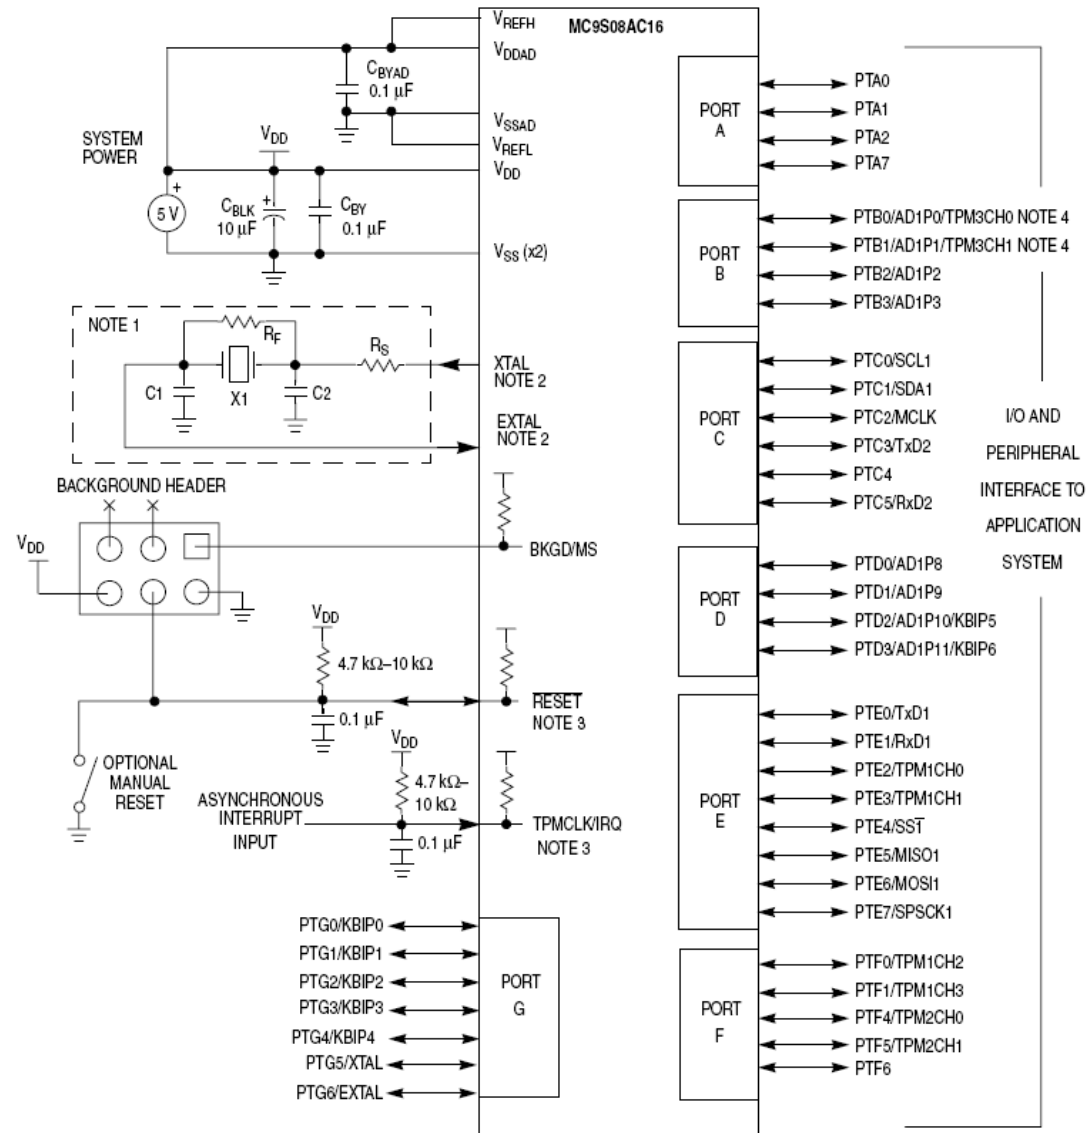 MC9S08AC16
VREFH
VDDAD
CBYAD
0.1 µF
VSSAD
VREFL
VDD
SYSTEM
POWER
VDD
5 V
+
+
CBLK
10 µF
CBY
0.1 µF
VSS (x2)
NOTE 1
RF
RS
C1
X1
C2
XTAL
NOTE 2
EXTAL
NOTE 2
BACKGROUND HEADER
VDD
BKGD/MS
VDD
4.7 kΩ–10 kΩ
0.1 µF
RESET
NOTE 3
OPTIONAL
MANUAL
RESET
VDD
4.7 kΩ–
10 kΩ
ASYNCHRONOUS
INTERRUPT
INPUT
0.1 µF
TPMCLK/IRQ
NOTE 3
PTG0/KBIP0
PTG1/KBIP1
PTG2/KBIP2
PTG3/KBIP3
PTG4/KBIP4
PTG5/XTAL
PTG6/EXTAL
PORT
G
PORT
A
PTA0
PTA1
PTA2
PTA7
PORT
B
PTB0/AD1P0/TPM3CH0 NOTE 4
PTB1/AD1P1/TPM3CH1 NOTE 4
PTB2/AD1P2
PTB3/AD1P3
PORT
C
PTC0/SCL1
PTC1/SDA1
PTC2/MCLK
PTC3/TxD2
PTC4
PTC5/RxD2
PORT
D
PTD0/AD1P8
PTD1/AD1P9
PTD2/AD1P10/KBIP5
PTD3/AD1P11/KBIP6
PORT
E
PTE0/TxD1
PTE1/RxD1
PTE2/TPM1CH0
PTE3/TPM1CH1
PTE4/SS1
PTE5/MISO1
PTE6/MOSI1
PTE7/SPSCK1
PORT
F
PTF0/TPM1CH2
PTF1/TPM1CH3
PTF4/TPM2CH0
PTF5/TPM2CH1
PTF6
I/O AND
PERIPHERAL
INTERFACE TO
APPLICATION
SYSTEM